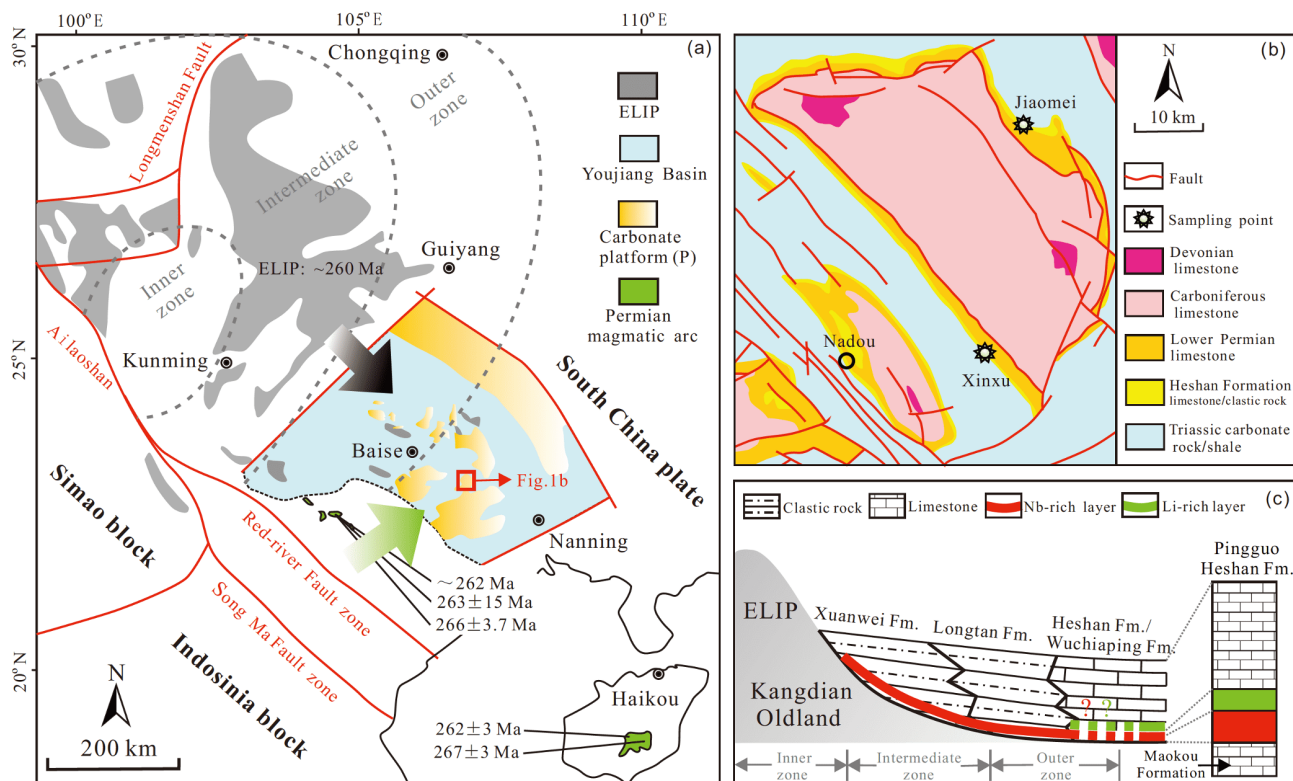 100°E
105°E
110°E
30°N
25°N
20°N
(a)
Chongqing
Longmenshan Fault
Outer
zone
Intermediate
zone
Inner
zone
ELIP: ~260 Ma
Guiyang
Ailaoshan
Kunming
Baise
Fig.1b
South China plate
Nanning
Simao block
Red-river Fault zone
Song Ma Fault zone
Indosinia block
~262 Ma
263±15 Ma
266±3.7 Ma
Haikou
262±3 Ma
267±3 Ma
N
200 km
ELIP
Youjiang Basin
Carbonate
platform (P)
Permian
magmatic arc
(b)
Jiaomei
Nadou
Xinxu
N
10 km
Fault
Sampling point
Devonian
limestone
Carboniferous
limestone
Lower Permian
limestone
Heshan Formation
limestone/clastic rock
Triassic carbonate
rock/shale
(c)
Clastic rock
Limestone
Nb-rich layer
Li-rich layer
Pingguo
Heshan Fm.
ELIP
Xuanwei Fm.
Longtan Fm.
Heshan Fm./
Wuchiaping Fm.
Kangdian
Oldland
? ?
Inner
zone
Intermediate
zone
Outer
zone
Maokou
Formation